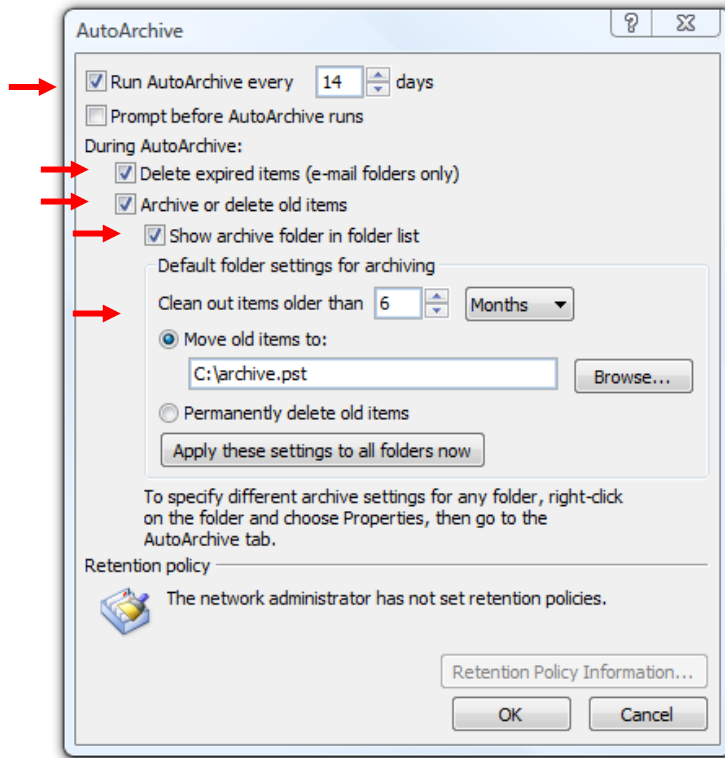 AutoArchive
Run AutoArchive every 14 days
Prompt before AutoArchive runs
During AutoArchive:
Delete expired items (e-mail folders only)
Archive or delete old items
Show archive folder in folder list
Default folder settings for archiving
Clean out items older than 6 Months
Move old items to:
C:\archive.pst Browse...
Permanently delete old items
Apply these settings to all folders now
To specify different archive settings for any folder, right-click
on the folder and choose Properties, then go to the
AutoArchive tab.
Retention policy
The network administrator has not set retention policies.
Retention Policy Information...
OK Cancel